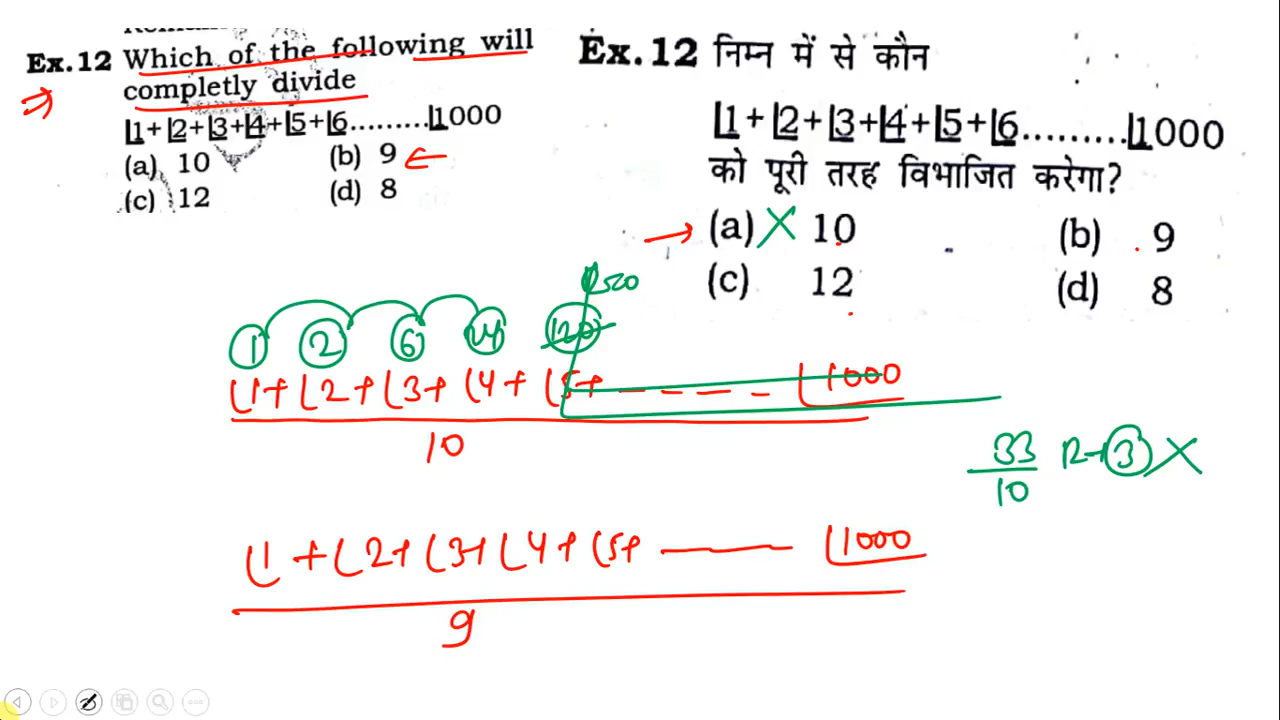 Ex.12 Which of the following will
completly divide
⌊1+⌊2+⌊3+⌊4+⌊5+⌊6.........⌊1000
(a) 10 (b) 9
(c) 12 (d) 8
Ex.12 निम्न में से कौन
⌊1+⌊2+⌊3+⌊4+⌊5+⌊6.........⌊1000
को पूरी तरह विभाजित करेगा?
(a) 10 (b) 9
(c) 12 (d) 8
1 2 6 24 120 720
⌊1+ ⌊2+ ⌊3+ ⌊4+ ⌊5+ ----- ⌊1000
10
33 R→3 X
10
⌊1 + ⌊2+ ⌊3+ ⌊4+ ⌊5+ —— ⌊1000
9